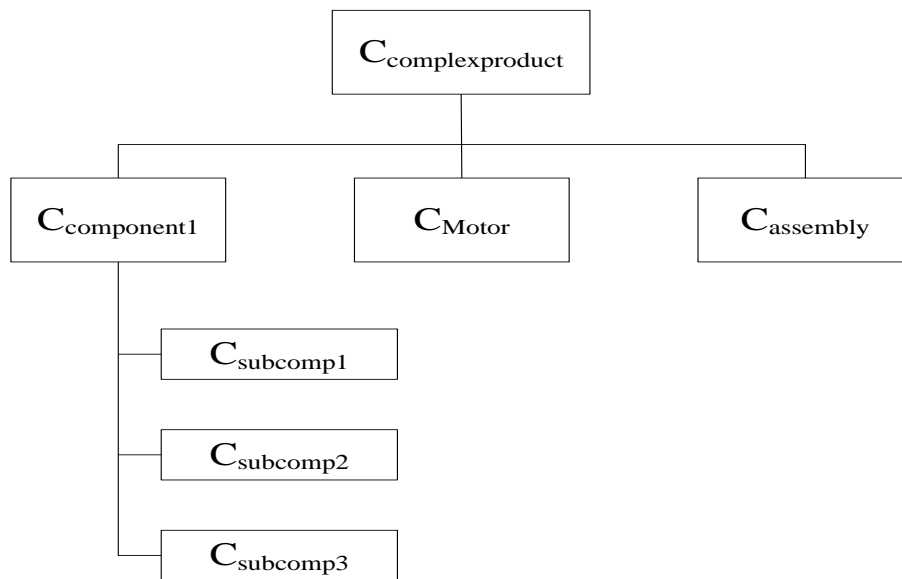 Ccomplexproduct
Ccomponent1
CMotor
Cassembly
Csubcomp1
Csubcomp2
Csubcomp3